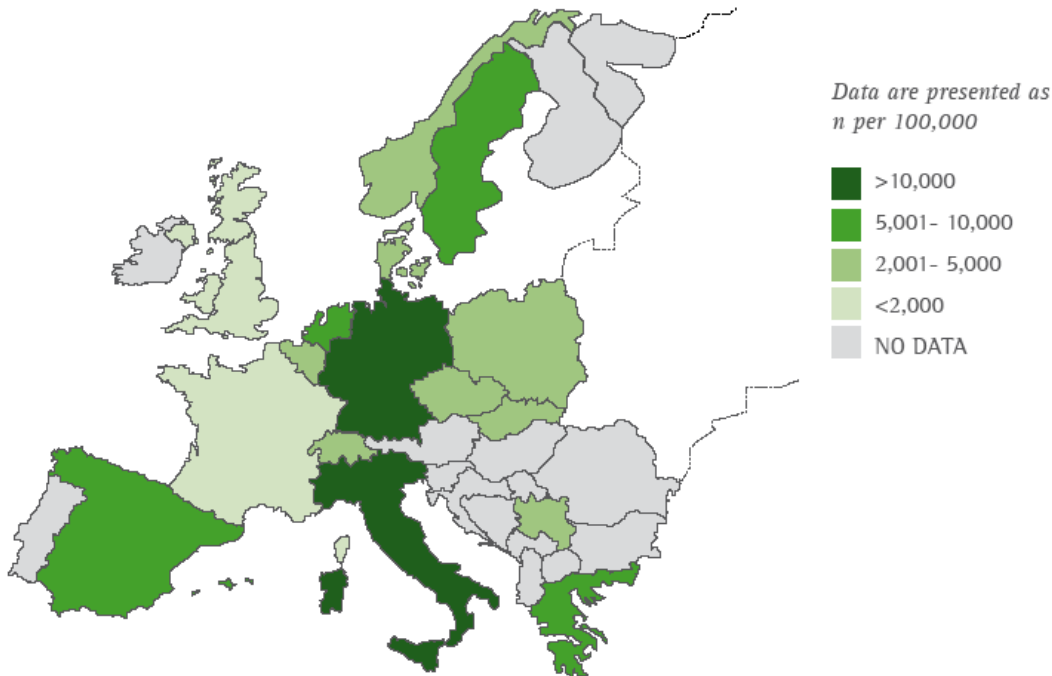 Data are presented as
n per 100,000
>10,000
5,001- 10,000
2,001- 5,000
<2,000
NO DATA